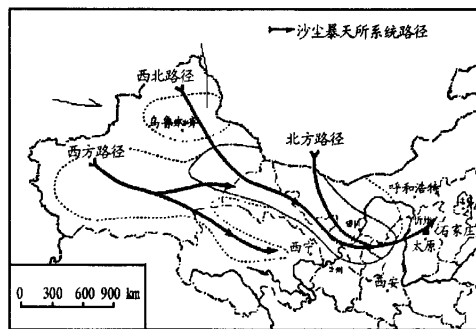 沙尘暴天所系统路径
西北路径
乌鲁木齐
北方路径
西方路径
呼和浩特
忻州
石家庄
太原
西宁
兰州
西安
0 300 600 900 km